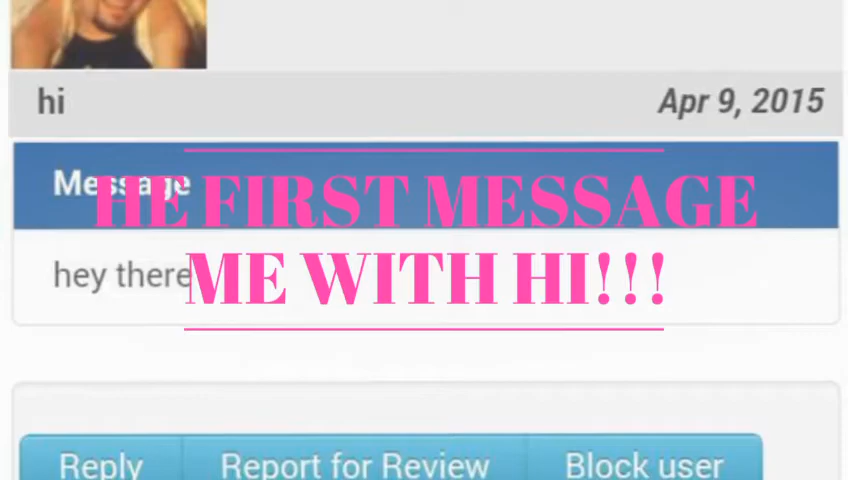 hi
Apr 9, 2015
Message
HE FIRST MESSAGE
hey there
ME WITH HI!!!
Reply
Report for Review
Block user